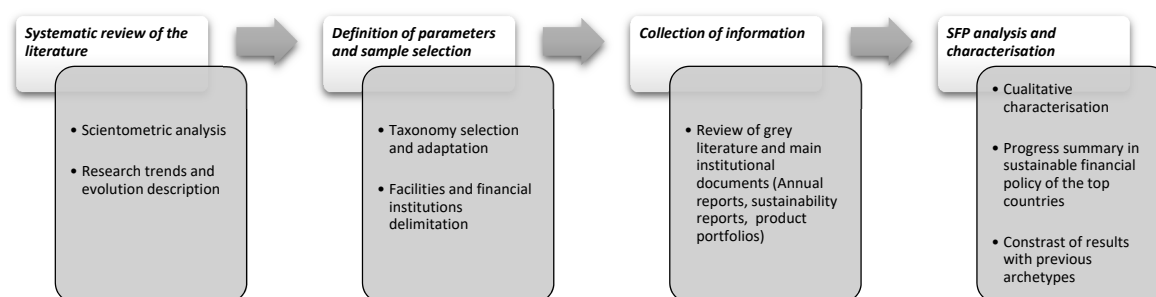 Systematic review of the
literature
• Scientometric analysis
• Research trends and
evolution description
Definition of parameters
and sample selection
• Taxonomy selection
and adaptation
• Facilities and financial
institutions
delimitation
Collection of information
• Review of grey
literature and main
institutional
documents (Annual
reports, sustainability
reports, product
portfolios)
SFP analysis and
characterisation
• Cualitative
characterisation
• Progress summary in
sustainable financial
policy of the top
countries
• Constrast of results
with previous
archetypes